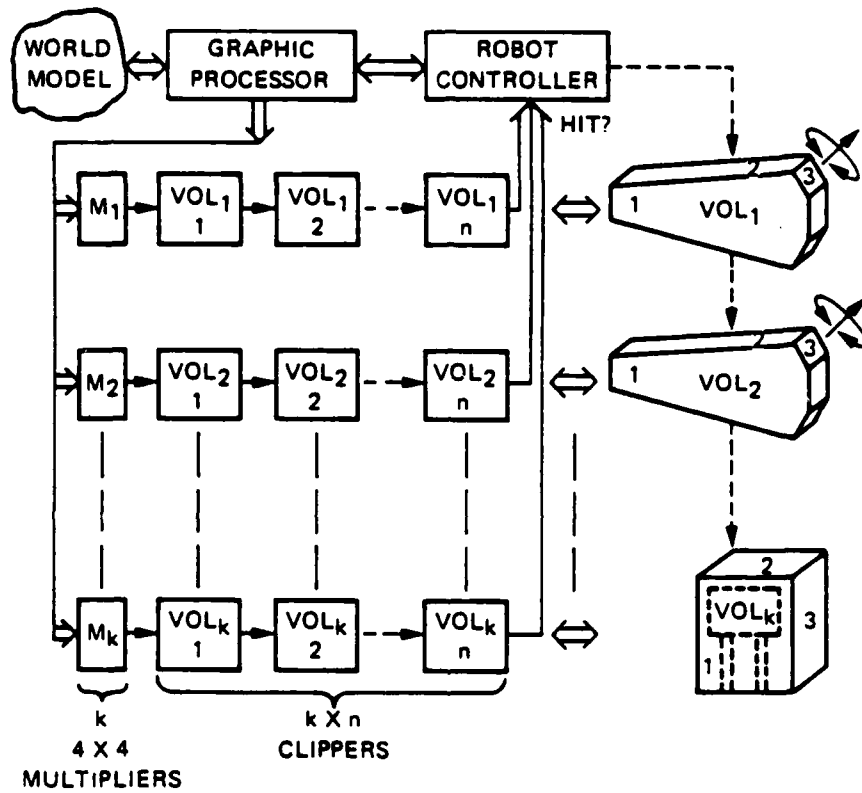 WORLD
MODEL
GRAPHIC
PROCESSOR
ROBOT
CONTROLLER
HIT?
M1
VOL1
1
VOL1
2
VOL1
n
1
2
3
VOL1
M2
VOL2
1
VOL2
2
VOL2
n
1
2
3
VOL2
Mk
VOLk
1
VOLk
2
VOLk
n
2
VOLk
3
1
k
4 X 4
MULTIPLIERS
k X n
CLIPPERS